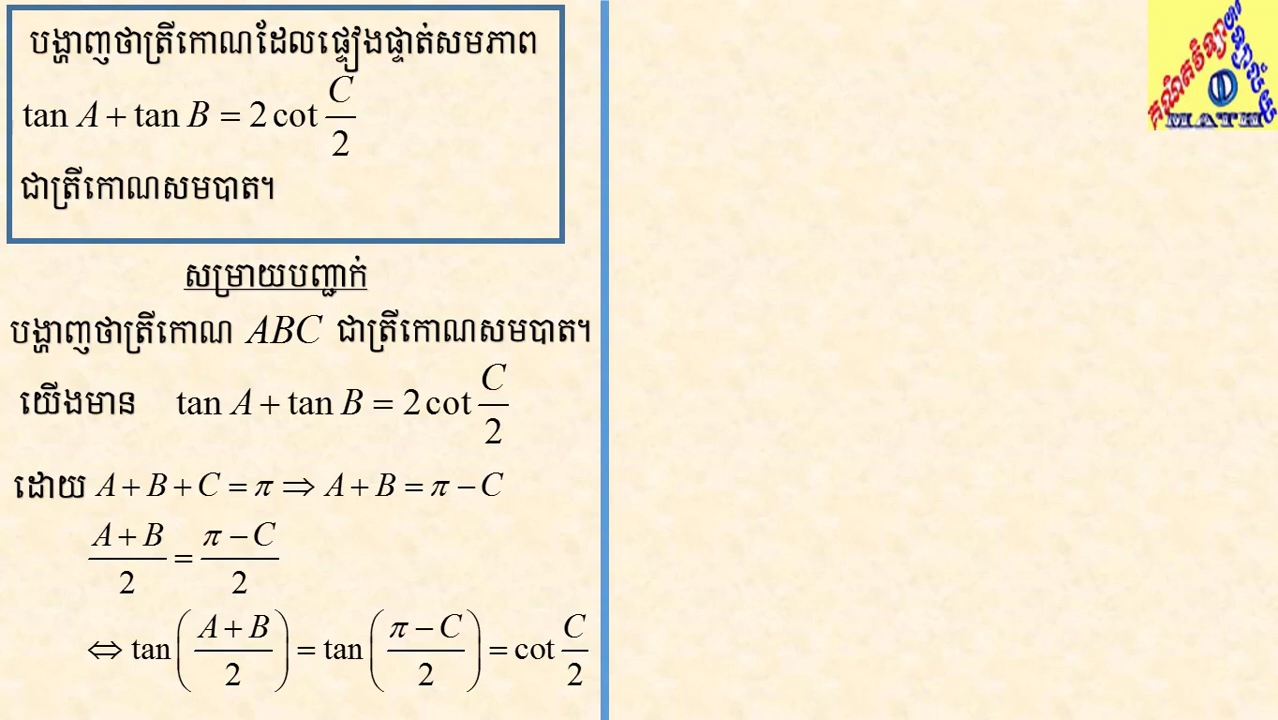 បង្ហាញថាត្រីកោណដែលផ្ទៀងផ្ទាត់សមភាព
tan A + tan B = 2 cot C/2
ជាត្រីកោណសមបាត។
សម្រាយបញ្ជាក់
បង្ហាញថាត្រីកោណ ABC ជាត្រីកោណសមបាត។
យើងមាន tan A + tan B = 2 cot C/2
ដោយ A + B + C = π ⇒ A + B = π − C
(A + B)/2 = (π − C)/2
⇔ tan((A + B)/2) = tan((π − C)/2) = cot C/2
MATH